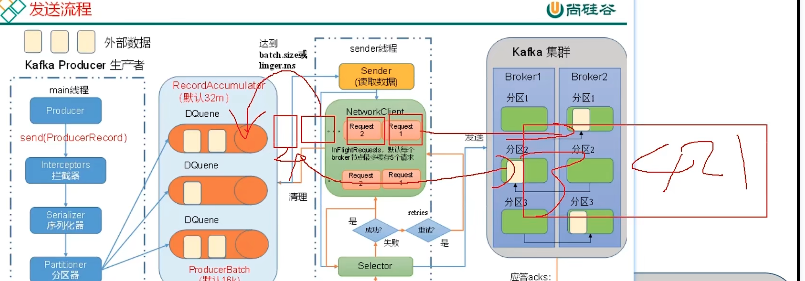 发送流程
尚硅谷
外部数据
Kafka Producer 生产者
main线程
Producer
send(ProducerRecord)
Interceptors
拦截器
Serializer
序列化器
Partitioner
分区器
RecordAccumulator
(默认32m)
DQuene
DQuene
DQuene
ProducerBatch
(默认16k)
达到
batch.size或
linger.ms
sender线程
Sender
(读取数据)
NetworkClient
Request
2
Request
1
InFlightRequests，默认每个
broker节点最多缓存5个请求
Request
2
Request
1
清理
是
成功?
失败
retries
重试?
是
Selector
发送
Kafka 集群
Broker1
Broker2
分区1
分区1
分区2
分区2
分区3
分区3
应答acks:
421